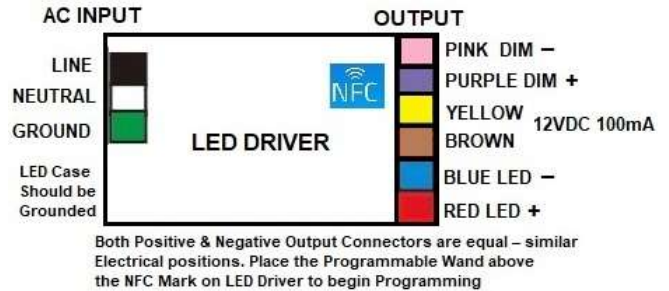 AC INPUT
OUTPUT
LINE
NEUTRAL
GROUND
LED Case
Should be
Grounded
NFC
LED DRIVER
PINK DIM −
PURPLE DIM +
YELLOW
12VDC 100mA
BROWN
BLUE LED −
RED LED +
Both Positive & Negative Output Connectors are equal – similar
Electrical positions. Place the Programmable Wand above
the NFC Mark on LED Driver to begin Programming